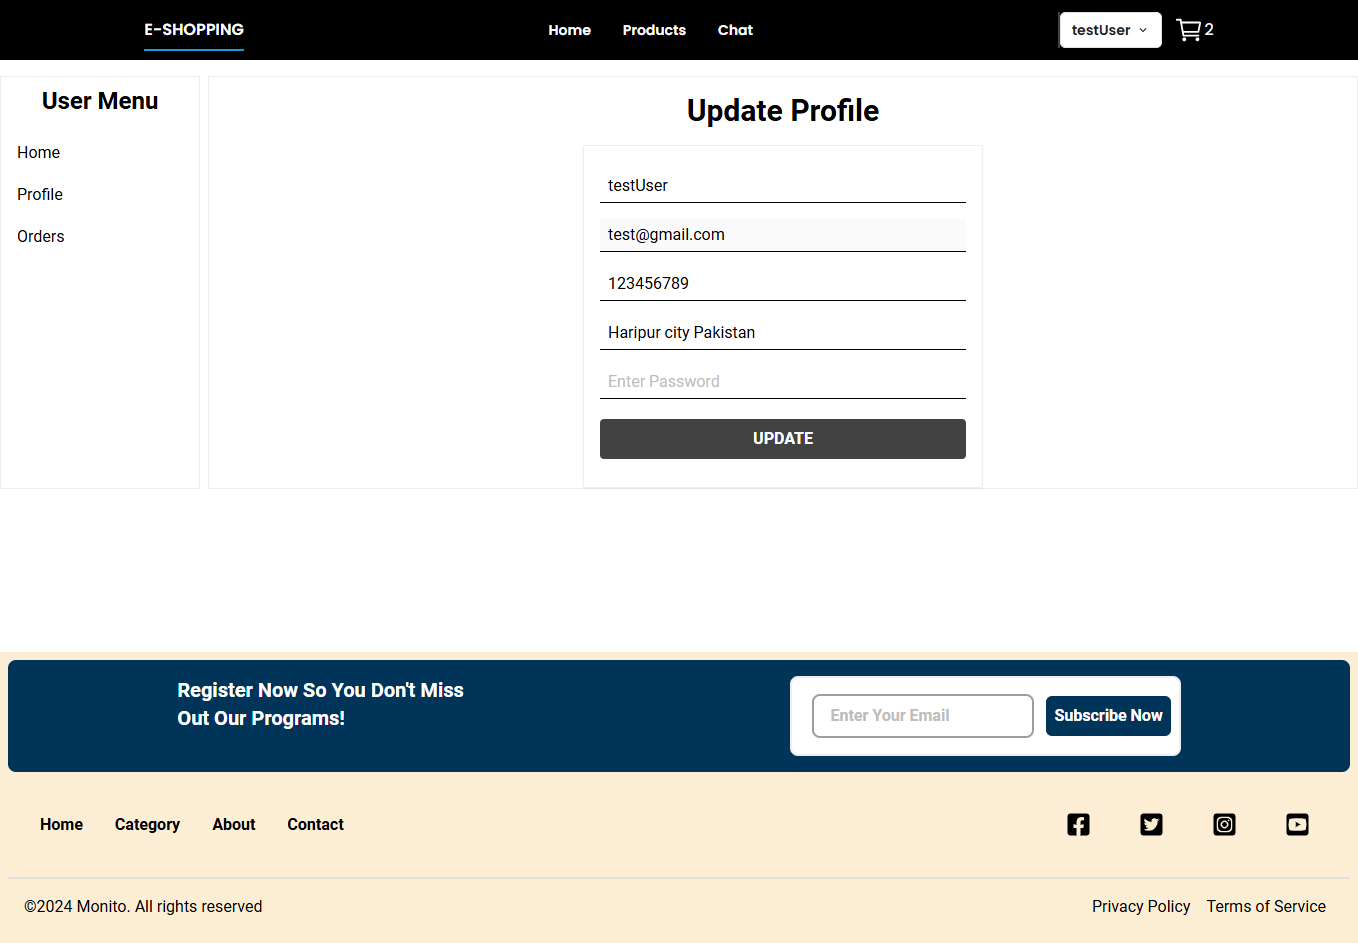 E-SHOPPING
Home Products Chat
testUser
2
User Menu
Home
Profile
Orders
Update Profile
testUser
test@gmail.com
123456789
Haripur city Pakistan
Enter Password
UPDATE
Register Now So You Don't Miss
Out Our Programs!
Enter Your Email
Subscribe Now
Home Category About Contact
©2024 Monito. All rights reserved
Privacy Policy Terms of Service